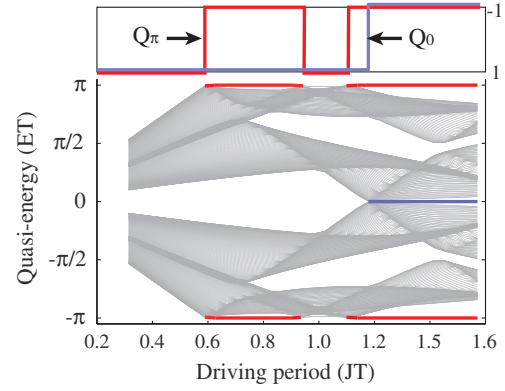 -1
Qπ
Q0
1
π
π/2
0
-π/2
-π
Quasi-energy (ET)
0.2 0.4 0.6 0.8 1.0 1.2 1.4 1.6
Driving period (JT)